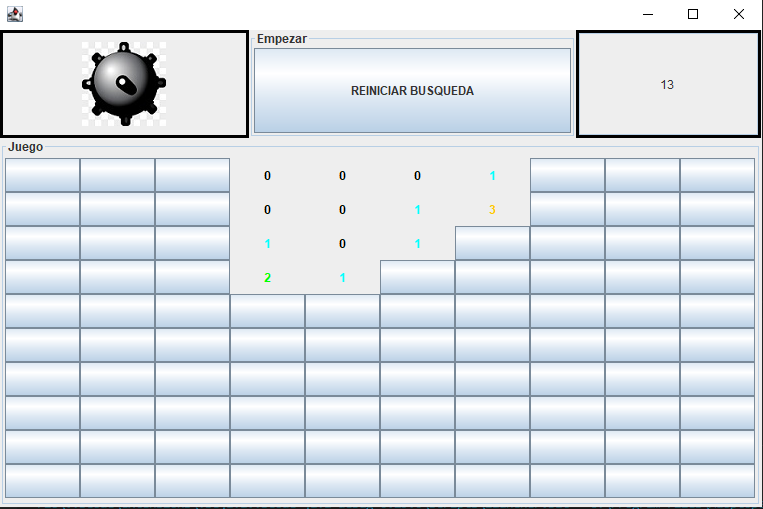 Empezar
REINICIAR BUSQUEDA
13
Juego
0 0 0 1
0 0 1 3
1 0 1
2 1